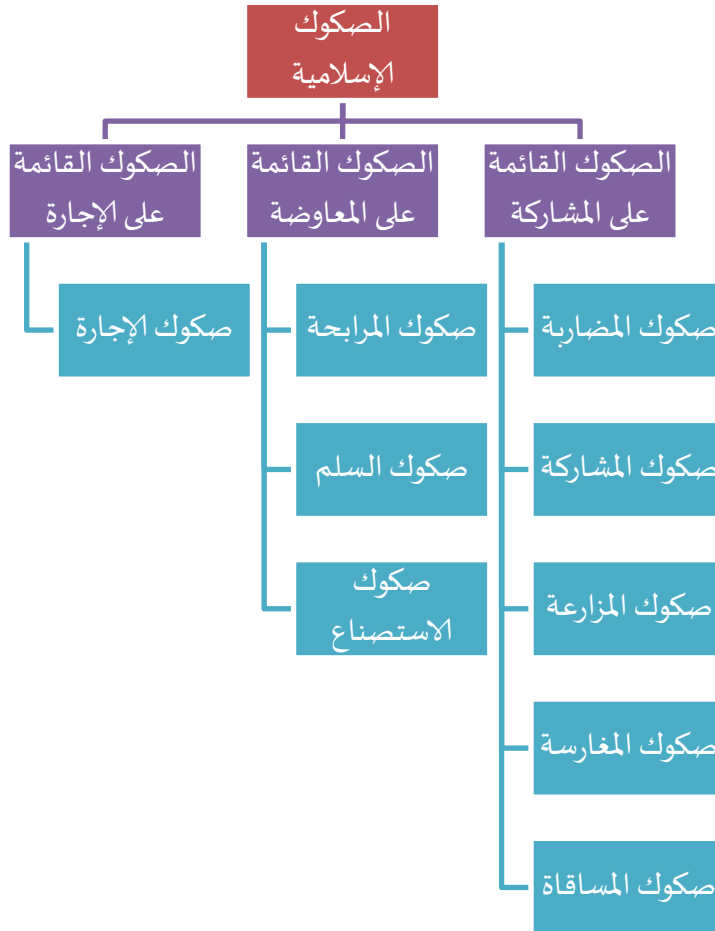 الصكوك
الإسلامية
الصكوك القائمة
على المشاركة
صكوك المضاربة
صكوك المشاركة
صكوك المزارعة
صكوك المغارسة
صكوك المساقاة
الصكوك القائمة
على المعاوضة
صكوك المرابحة
صكوك السلم
صكوك
الاستصناع
الصكوك القائمة
على الإجارة
صكوك الإجارة